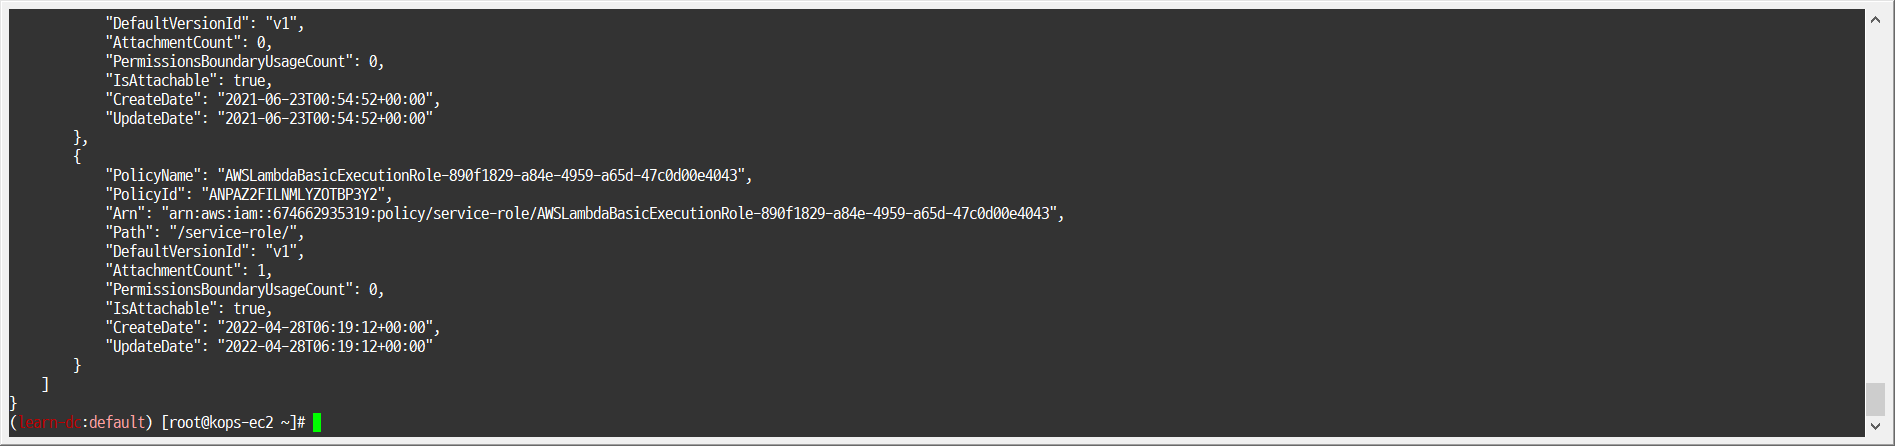 "DefaultVersionId": "v1",
"AttachmentCount": 0,
"PermissionsBoundaryUsageCount": 0,
"IsAttachable": true,
"CreateDate": "2021-06-23T00:54:52+00:00",
"UpdateDate": "2021-06-23T00:54:52+00:00"
},
{
"PolicyName": "AWSLambdaBasicExecutionRole-890f1829-a84e-4959-a65d-47c0d00e4043",
"PolicyId": "ANPAZ2FILNMLYZOTBP3Y2",
"Arn": "arn:aws:iam::674662935319:policy/service-role/AWSLambdaBasicExecutionRole-890f1829-a84e-4959-a65d-47c0d00e4043",
"Path": "/service-role/",
"DefaultVersionId": "v1",
"AttachmentCount": 1,
"PermissionsBoundaryUsageCount": 0,
"IsAttachable": true,
"CreateDate": "2022-04-28T06:19:12+00:00",
"UpdateDate": "2022-04-28T06:19:12+00:00"
}
]
}
(learn-dc:default) [root@kops-ec2 ~]#